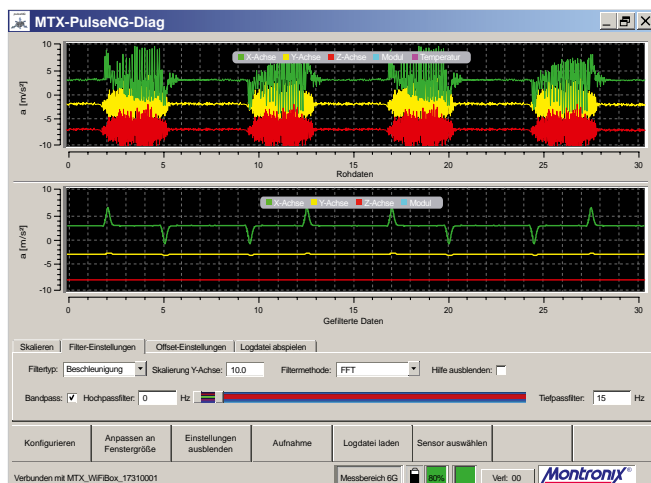 MTX-PulseNG-Diag
X-Achse Y-Achse Z-Achse Modul Temperatur
a [m/s²]
10
5
0
-5
-10
0 5 10 15 20 25 30
Rohdaten
X-Achse Y-Achse Z-Achse Modul
a [m/s²]
10
5
0
-5
-10
0 5 10 15 20 25 30
Gefilterte Daten
Skalieren Filter-Einstellungen Offset-Einstellungen Logdatei abspielen
Filtertyp: Beschleunigung Skalierung Y-Achse: 10.0 Filtermethode: FFT Hilfe ausblenden:
Bandpass: Hochpassfilter: 0 Hz Tiefpassfilter: 15 Hz
Konfigurieren Anpassen an Fenstergröße Einstellungen ausblenden Aufnahme Logdatei laden Sensor auswählen
Verbunden mit MTX_WiFiBox_17310001 Messbereich 6G 80% Verl: 00 Montronix®